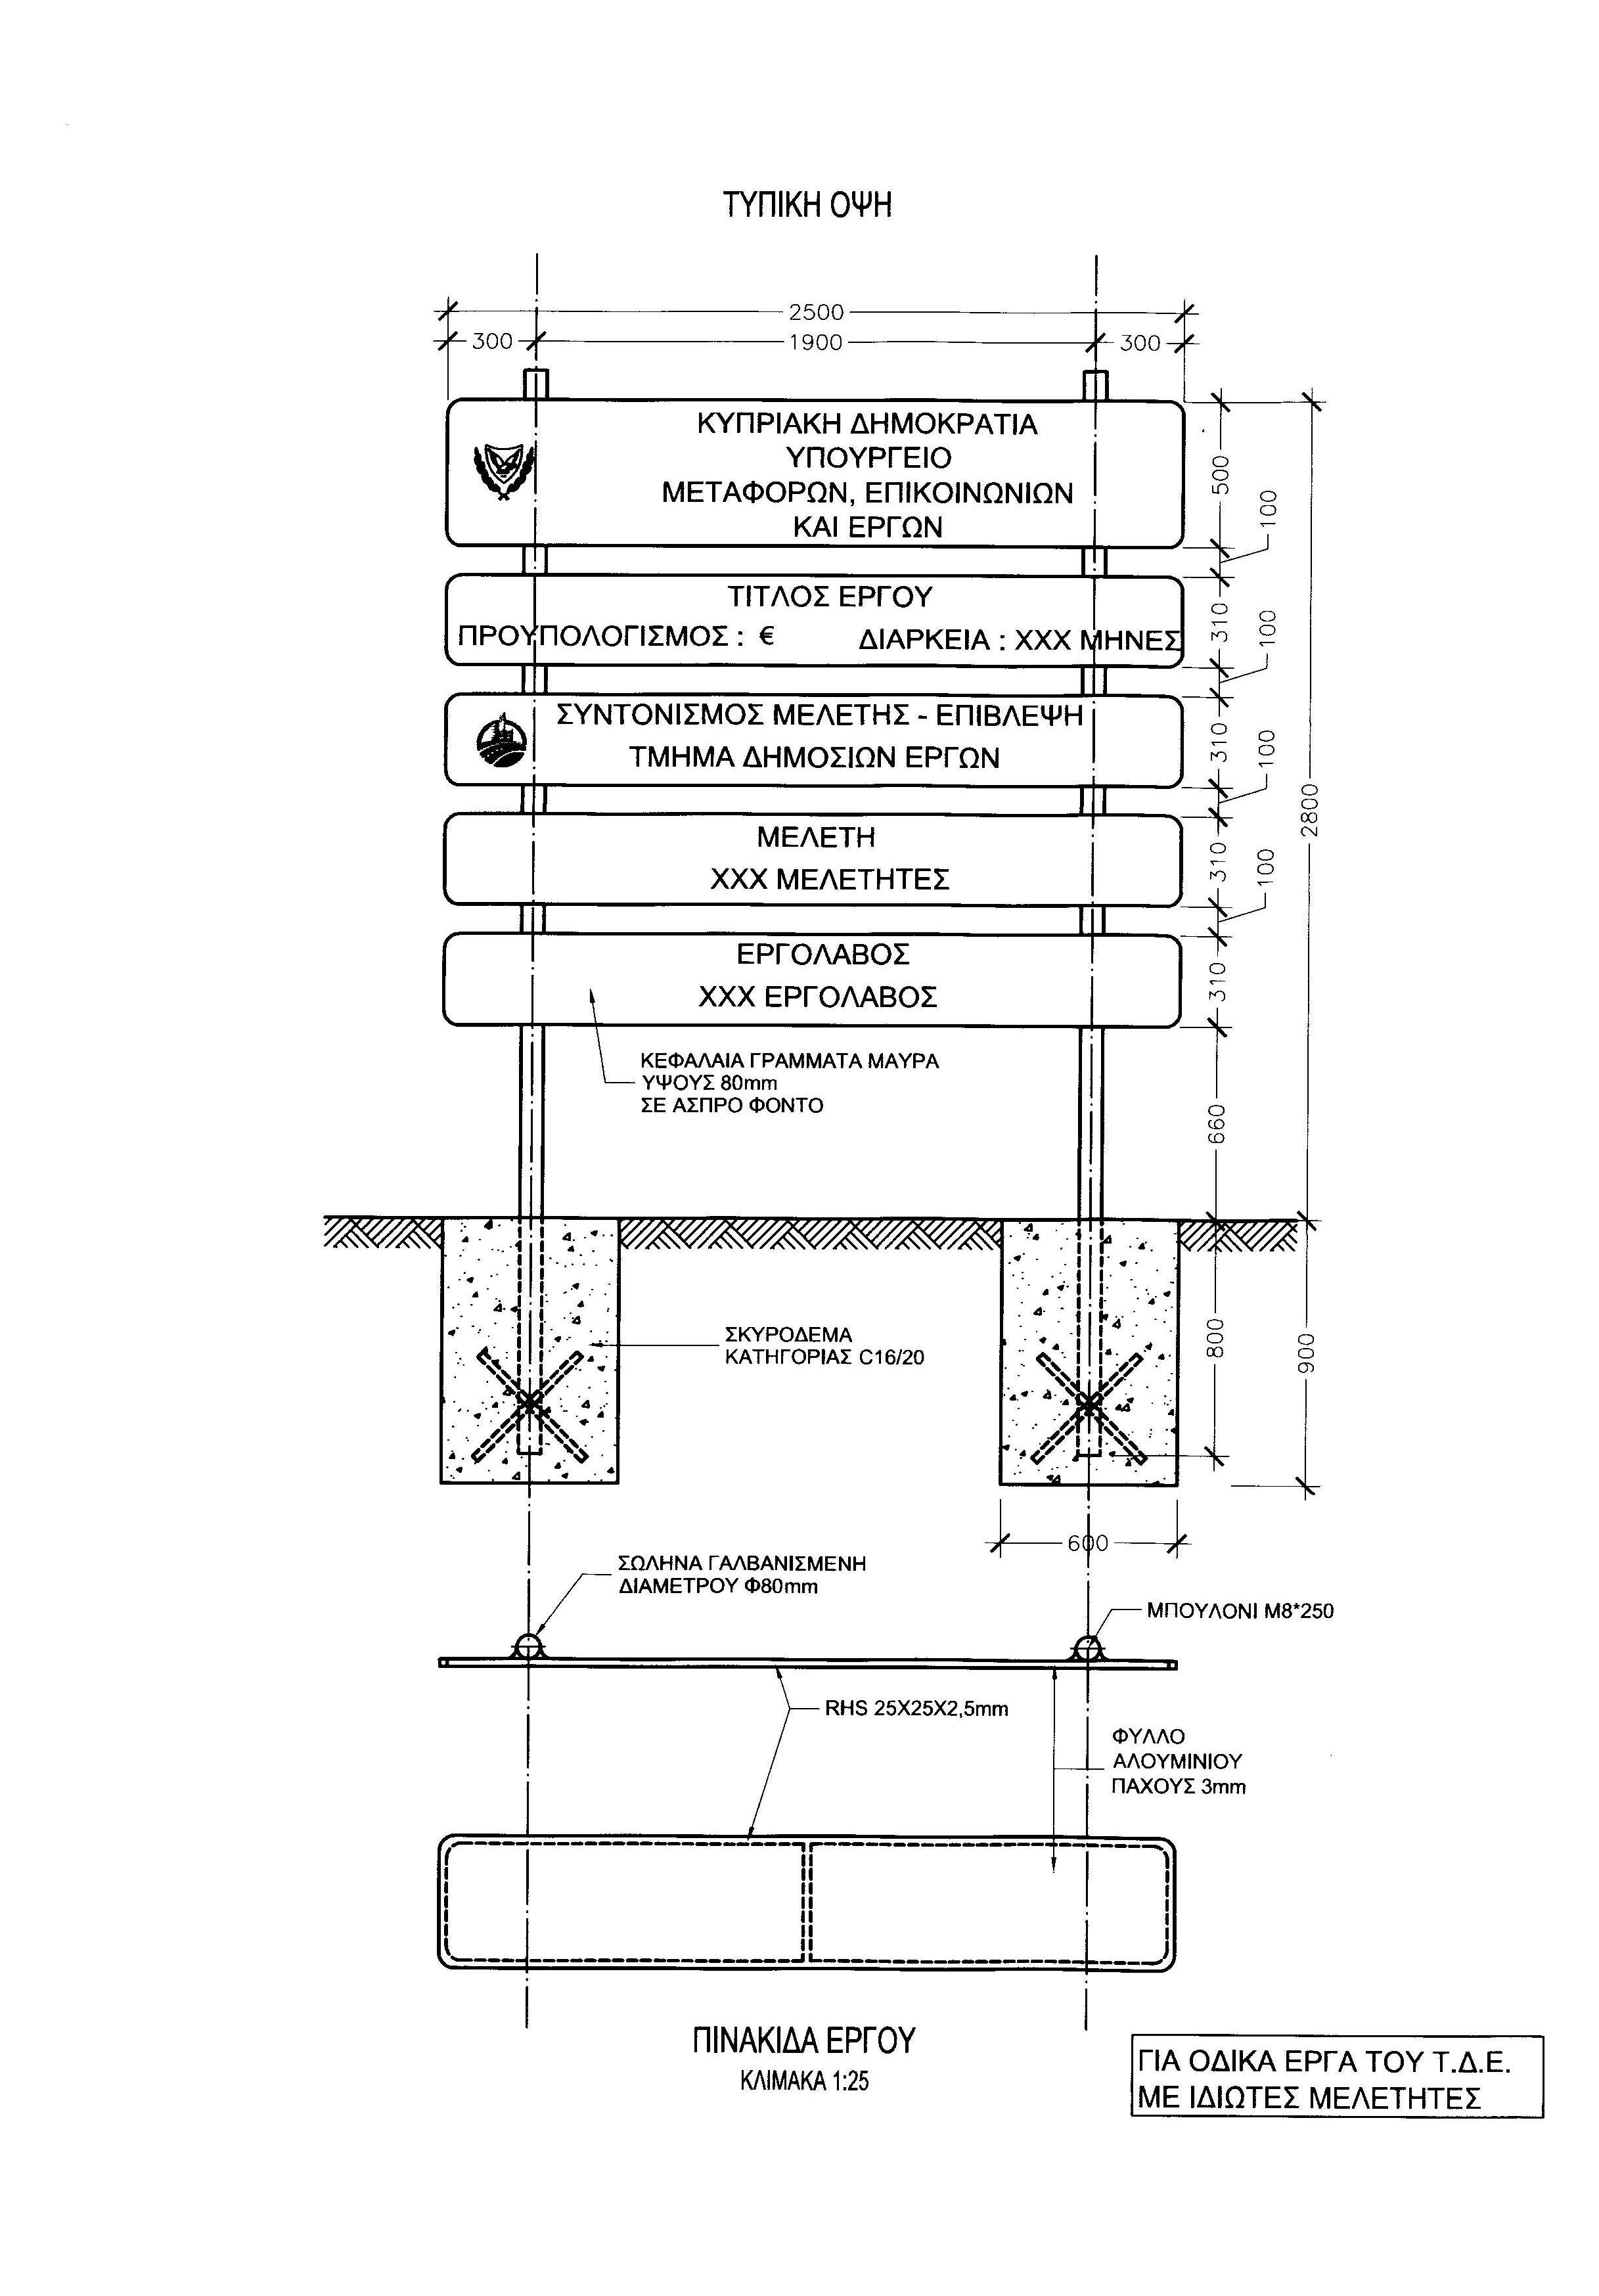 ΤΥΠΙΚΗ ΟΨΗ
2500
300
1900
300
ΚΥΠΡΙΑΚΗ ΔΗΜΟΚΡΑΤΙΑ
ΥΠΟΥΡΓΕΙΟ
ΜΕΤΑΦΟΡΩΝ, ΕΠΙΚΟΙΝΩΝΙΩΝ
ΚΑΙ ΕΡΓΩΝ
500
100
ΤΙΤΛΟΣ ΕΡΓΟΥ
ΠΡΟΥΠΟΛΟΓΙΣΜΟΣ : € ΔΙΑΡΚΕΙΑ : ΧΧΧ ΜΗΝΕΣ
310
100
ΣΥΝΤΟΝΙΣΜΟΣ ΜΕΛΕΤΗΣ - ΕΠΙΒΛΕΨΗ
ΤΜΗΜΑ ΔΗΜΟΣΙΩΝ ΕΡΓΩΝ
310
100
2800
ΜΕΛΕΤΗ
ΧΧΧ ΜΕΛΕΤΗΤΕΣ
310
100
ΕΡΓΟΛΑΒΟΣ
ΧΧΧ ΕΡΓΟΛΑΒΟΣ
310
ΚΕΦΑΛΑΙΑ ΓΡΑΜΜΑΤΑ ΜΑΥΡΑ
ΥΨΟΥΣ 80mm
ΣΕ ΑΣΠΡΟ ΦΟΝΤΟ
660
ΣΚΥΡΟΔΕΜΑ
ΚΑΤΗΓΟΡΙΑΣ C16/20
800
900
600
ΣΩΛΗΝΑ ΓΑΛΒΑΝΙΣΜΕΝΗ
ΔΙΑΜΕΤΡΟΥ Φ80mm
ΜΠΟΥΛΟΝΙ Μ8*250
RHS 25X25X2,5mm
ΦΥΛΛΟ
ΑΛΟΥΜΙΝΙΟΥ
ΠΑΧΟΥΣ 3mm
ΠΙΝΑΚΙΔΑ ΕΡΓΟΥ
ΚΛΙΜΑΚΑ 1:25
ΓΙΑ ΟΔΙΚΑ ΕΡΓΑ ΤΟΥ Τ.Δ.Ε.
ΜΕ ΙΔΙΩΤΕΣ ΜΕΛΕΤΗΤΕΣ